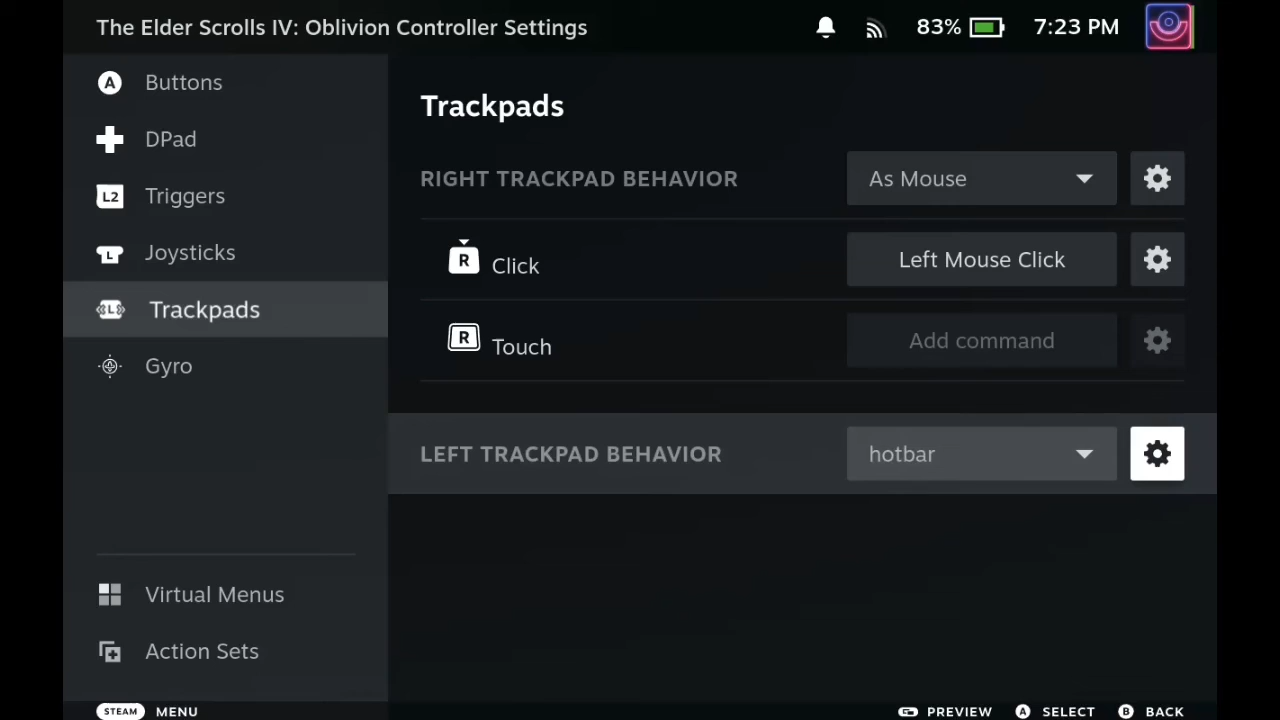 The Elder Scrolls IV: Oblivion Controller Settings
83%
7:23 PM
A
Buttons
DPad
L2
Triggers
L
Joysticks
L
Trackpads
Gyro
Virtual Menus
Action Sets
Trackpads
RIGHT TRACKPAD BEHAVIOR
As Mouse
R
Click
Left Mouse Click
R
Touch
Add command
LEFT TRACKPAD BEHAVIOR
hotbar
STEAM MENU
PREVIEW
A SELECT
B BACK